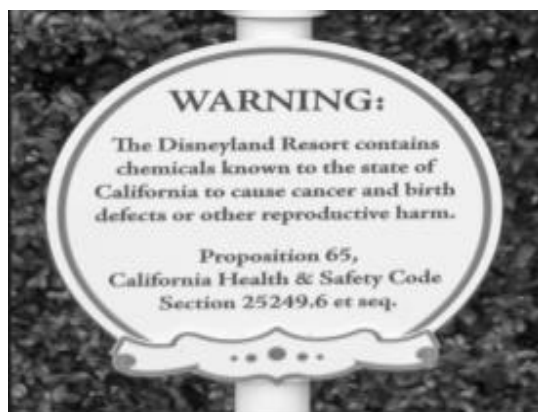 WARNING:
The Disneyland Resort contains
chemicals known to the state of
California to cause cancer and birth
defects or other reproductive harm.
Proposition 65,
California Health & Safety Code
Section 25249.6 et seq.